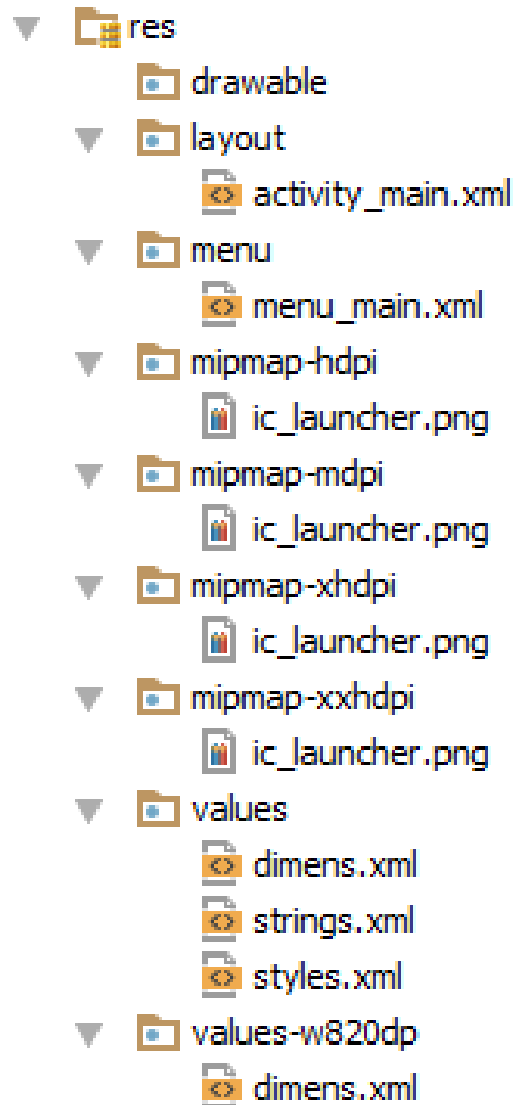 res
drawable
layout
activity_main.xml
menu
menu_main.xml
mipmap-hdpi
ic_launcher.png
mipmap-mdpi
ic_launcher.png
mipmap-xhdpi
ic_launcher.png
mipmap-xxhdpi
ic_launcher.png
values
dimens.xml
strings.xml
styles.xml
values-w820dp
dimens.xml